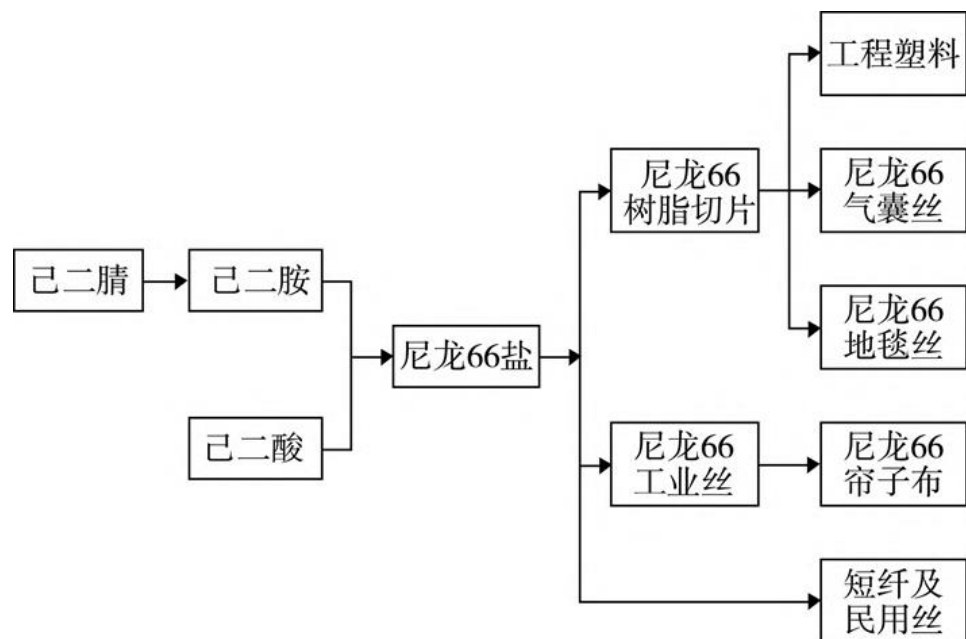 工程塑料
尼龙66
树脂切片
尼龙66
气囊丝
己二腈
己二胺
尼龙66
地毯丝
尼龙66盐
己二酸
尼龙66
工业丝
尼龙66
帘子布
短纤及
民用丝